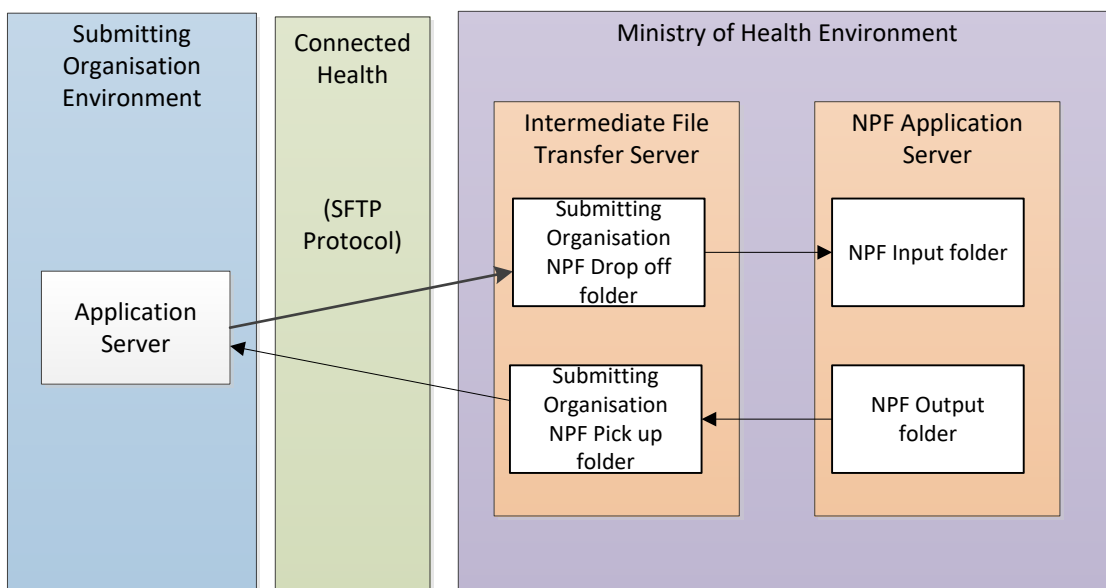 Submitting
Organisation
Environment
Connected
Health
(SFTP
Protocol)
Ministry of Health Environment
Intermediate File
Transfer Server
NPF Application
Server
Submitting
Organisation
NPF Drop off
folder
NPF Input folder
Application
Server
Submitting
Organisation
NPF Pick up
folder
NPF Output
folder